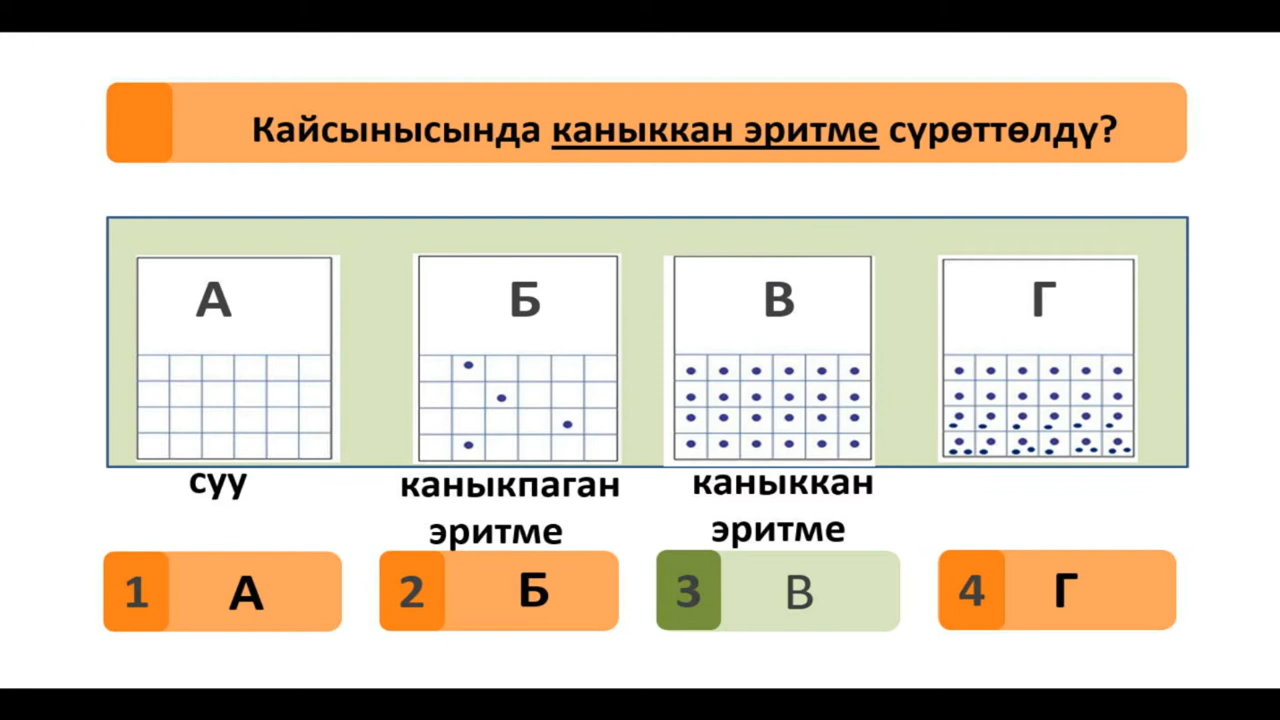 Кайсынысында каныккан эритме сүрөттөлдү?
А
Б
В
Г
суу
каныкпаган
эритме
каныккан
эритме
1 А
2 Б
3 В
4 Г